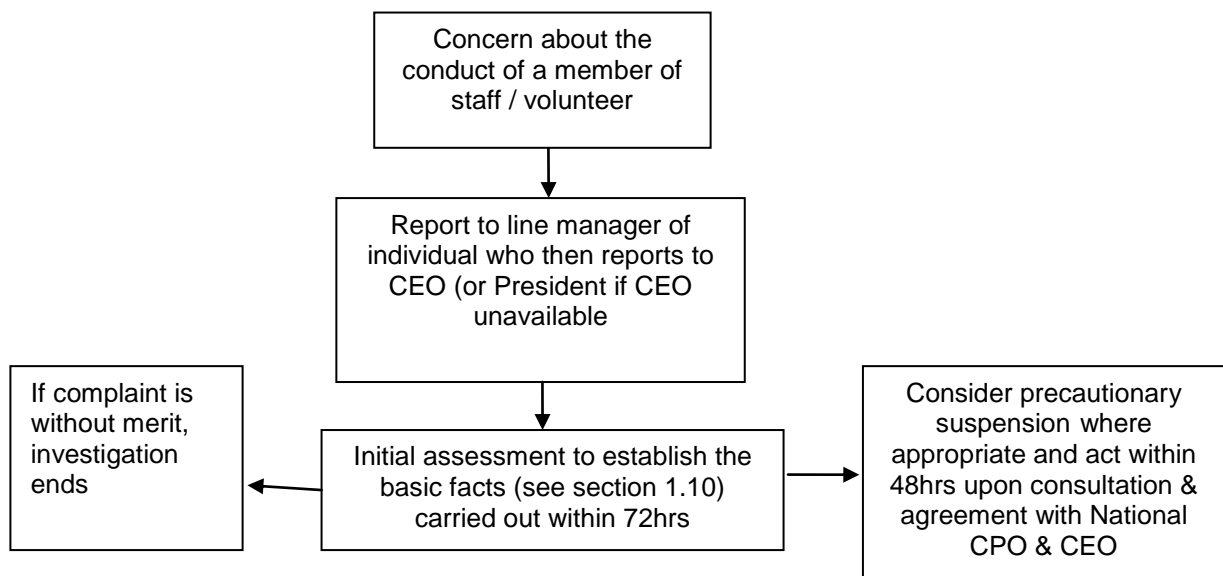 Concern about the
conduct of a member of
staff / volunteer
Report to line manager of
individual who then reports to
CEO (or President if CEO
unavailable
If complaint is
without merit,
investigation
ends
Initial assessment to establish the
basic facts (see section 1.10)
carried out within 72hrs
Consider precautionary
suspension where
appropriate and act within
48hrs upon consultation &
agreement with National
CPO & CEO